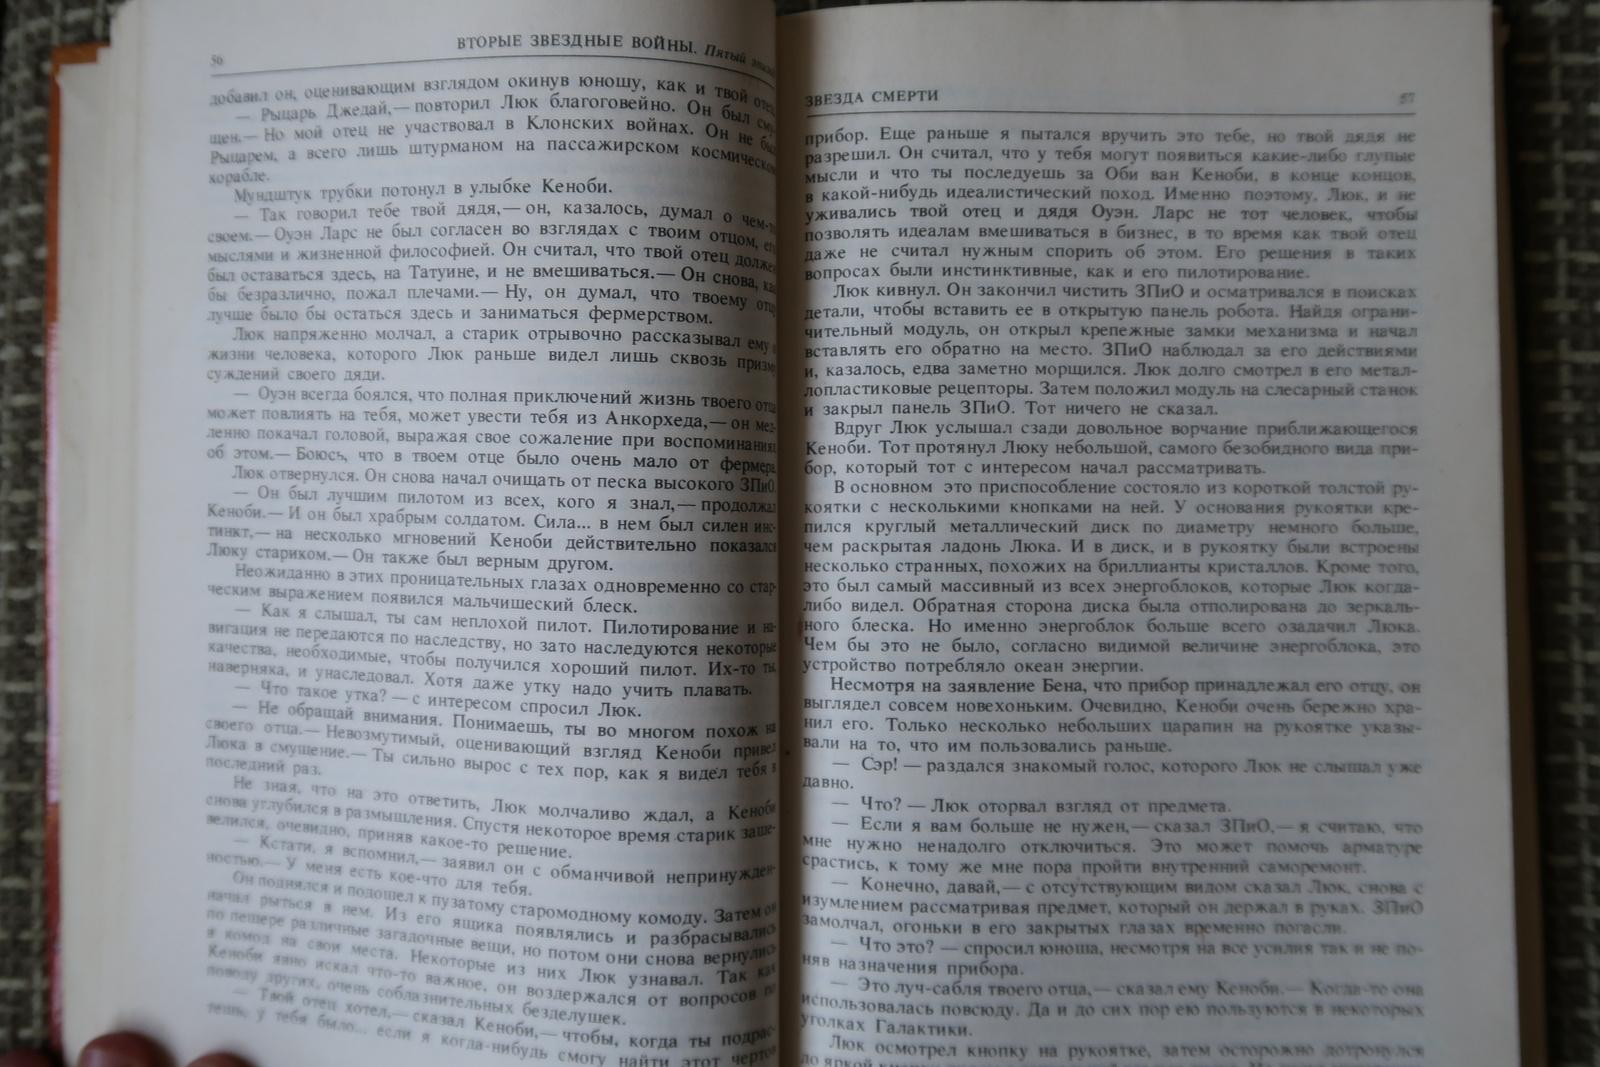 56
ВТОРЫЕ ЗВЕЗДНЫЕ ВОЙНЫ. Пятый эпизод
добавил он, оценивающим взглядом окинув юношу, как и твой отец.
— Рыцарь Джедай,— повторил Люк благоговейно. Он был сму-
щен.— Но мой отец не участвовал в Клонских войнах. Он не был
Рыцарем, а всего лишь штурманом на пассажирском космическом
корабле.
Мундштук трубки потонул в улыбке Кеноби.
— Так говорил тебе твой дядя,— он, казалось, думал о чем-то
своем.— Оуэн Ларс не был согласен во взглядах с твоим отцом, его
мыслями и жизненной философией. Он считал, что твой отец должен
был оставаться здесь, на Татуине, и не вмешиваться.— Он снова, как
бы безразлично, пожал плечами.— Ну, он думал, что твоему отцу
лучше было бы остаться здесь и заниматься фермерством.
Люк напряженно молчал, а старик отрывочно рассказывал ему о
жизни человека, которого Люк раньше видел лишь сквозь призму
суждений своего дяди.
— Оуэн всегда боялся, что полная приключений жизнь твоего отца
может повлиять на тебя, может увести тебя из Анкорхеда,— он мед-
ленно покачал головой, выражая свое сожаление при воспоминаниях
об этом.— Боюсь, что в твоем отце было очень мало от фермера.
Люк отвернулся. Он снова начал очищать от песка высокого ЗПиО.
— Он был лучшим пилотом из всех, кого я знал,— продолжал
Кеноби.— И он был храбрым солдатом. Сила... в нем был силен инс-
тинкт,— на несколько мгновений Кеноби действительно показался
Люку стариком.— Он также был верным другом.
Неожиданно в этих проницательных глазах одновременно со стар-
ческим выражением появился мальчишеский блеск.
— Как я слышал, ты сам неплохой пилот. Пилотирование и на-
вигация не передаются по наследству, но зато наследуются некоторые
качества, необходимые, чтобы получился хороший пилот. Их-то ты,
наверняка, и унаследовал. Хотя даже утку надо учить плавать.
— Что такое утка? — с интересом спросил Люк.
— Не обращай внимания. Понимаешь, ты во многом похож на
своего отца.— Невозмутимый, оценивающий взгляд Кеноби привел
Люка в смущение.— Ты сильно вырос с тех пор, как я видел тебя в
последний раз.
Не зная, что на это ответить, Люк молчаливо ждал, а Кеноби
снова углубился в размышления. Спустя некоторое время старик заше-
велился, очевидно, приняв какое-то решение.
— Кстати, я вспомнил,— заявил он с обманчивой непринужден-
ностью.— У меня есть кое-что для тебя.
Он поднялся и подошел к пузатому старомодному комоду. Затем он
начал рыться в нем. Из его ящика появлялись и разбрасывались
по пещере различные загадочные вещи, но потом они снова вернулись
в комод на свои места. Некоторые из них Люк узнавал. Так как
Кеноби явно искал что-то важное, он воздержался от вопросов по
поводу других, очень соблазнительных безделушек.
— Твой отец хотел,— сказал Кеноби,— чтобы, когда ты подрас-
тешь, у тебя было... если я когда-нибудь смогу найти этот чертов
ЗВЕЗДА СМЕРТИ
57
прибор. Еще раньше я пытался вручить это тебе, но твой дядя не
разрешил. Он считал, что у тебя могут появиться какие-либо глупые
мысли и что ты последуешь за Оби ван Кеноби, в конце концов,
в какой-нибудь идеалистический поход. Именно поэтому, Люк, и не
уживались твой отец и дядя Оуэн. Ларс не тот человек, чтобы
позволять идеалам вмешиваться в бизнес, в то время как твой отец
даже не считал нужным спорить об этом. Его решения в таких
вопросах были инстинктивные, как и его пилотирование.
Люк кивнул. Он закончил чистить ЗПиО и осматривался в поисках
детали, чтобы вставить ее в открытую панель робота. Найдя ограни-
чительный модуль, он открыл крепежные замки механизма и начал
вставлять его обратно на место. ЗПиО наблюдал за его действиями
и, казалось, едва заметно морщился. Люк долго смотрел в его метал-
лопластиковые рецепторы. Затем положил модуль на слесарный станок
и закрыл панель ЗПиО. Тот ничего не сказал.
Вдруг Люк услышал сзади довольное ворчание приближающегося
Кеноби. Тот протянул Люку небольшой, самого безобидного вида при-
бор, который тот с интересом начал рассматривать.
В основном это приспособление состояло из короткой толстой ру-
коятки с несколькими кнопками на ней. У основания рукоятки кре-
пился круглый металлический диск по диаметру немного больше,
чем раскрытая ладонь Люка. И в диск, и в рукоятку были встроены
несколько странных, похожих на бриллианты кристаллов. Кроме того,
это был самый массивный из всех энергоблоков, которые Люк когда-
либо видел. Обратная сторона диска была отполирована до зеркаль-
ного блеска. Но именно энергоблок больше всего озадачил Люка.
Чем бы это не было, согласно видимой величине энергоблока, это
устройство потребляло океан энергии.
Несмотря на заявление Бена, что прибор принадлежал его отцу, он
выглядел совсем новехоньким. Очевидно, Кеноби очень бережно хра-
нил его. Только несколько небольших царапин на рукоятке указы-
вали на то, что им пользовались раньше.
— Сэр! — раздался знакомый голос, которого Люк не слышал уже
давно.
— Что? — Люк оторвал взгляд от предмета.
— Если я вам больше не нужен,— сказал ЗПиО,— я считаю, что
мне нужно ненадолго отключиться. Это может помочь арматуре
срастись, к тому же мне пора пройти внутренний саморемонт.
— Конечно, давай,— с отсутствующим видом сказал Люк, снова с
изумлением рассматривая предмет, который он держал в руках. ЗПиО
замолчал, огоньки в его закрытых глазах временно погасли.
— Что это? — спросил юноша, несмотря на все усилия так и не по-
няв назначения прибора.
— Это луч-сабля твоего отца,— сказал ему Кеноби.— Когда-то она
использовалась повсюду. Да и до сих пор ею пользуются в некоторых
уголках Галактики.
Люк осмотрел кнопку на рукоятке, затем осторожно дотронулся
до яркой